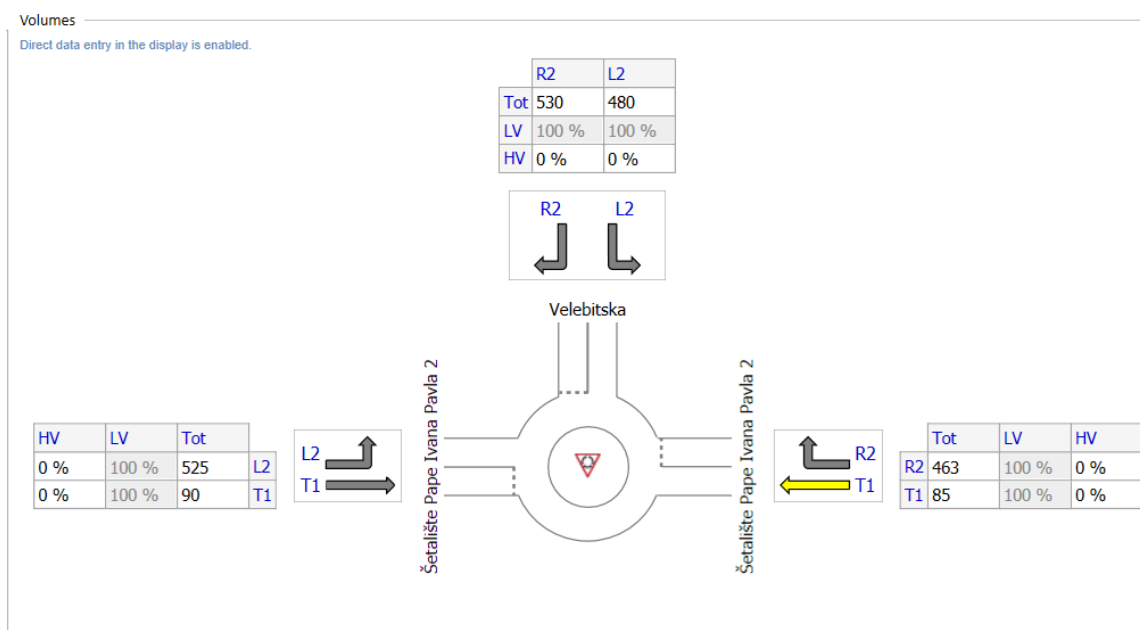 Volumes
Direct data entry in the display is enabled.
R2 L2
Tot 530 480
LV 100 % 100 %
HV 0 % 0 %
R2 L2
Velebitska
Šetalište Pape Ivana Pavla 2
Šetalište Pape Ivana Pavla 2
HV LV Tot
0 % 100 % 525 L2
0 % 100 % 90 T1
L2
T1
R2
T1
Tot LV HV
R2 463 100 % 0 %
T1 85 100 % 0 %